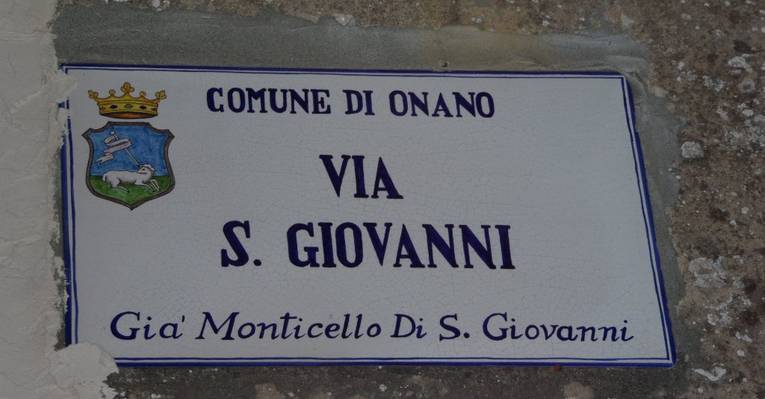 COMUNE DI ONANO
VIA
S. GIOVANNI
Gia' Monticello Di S. Giovanni